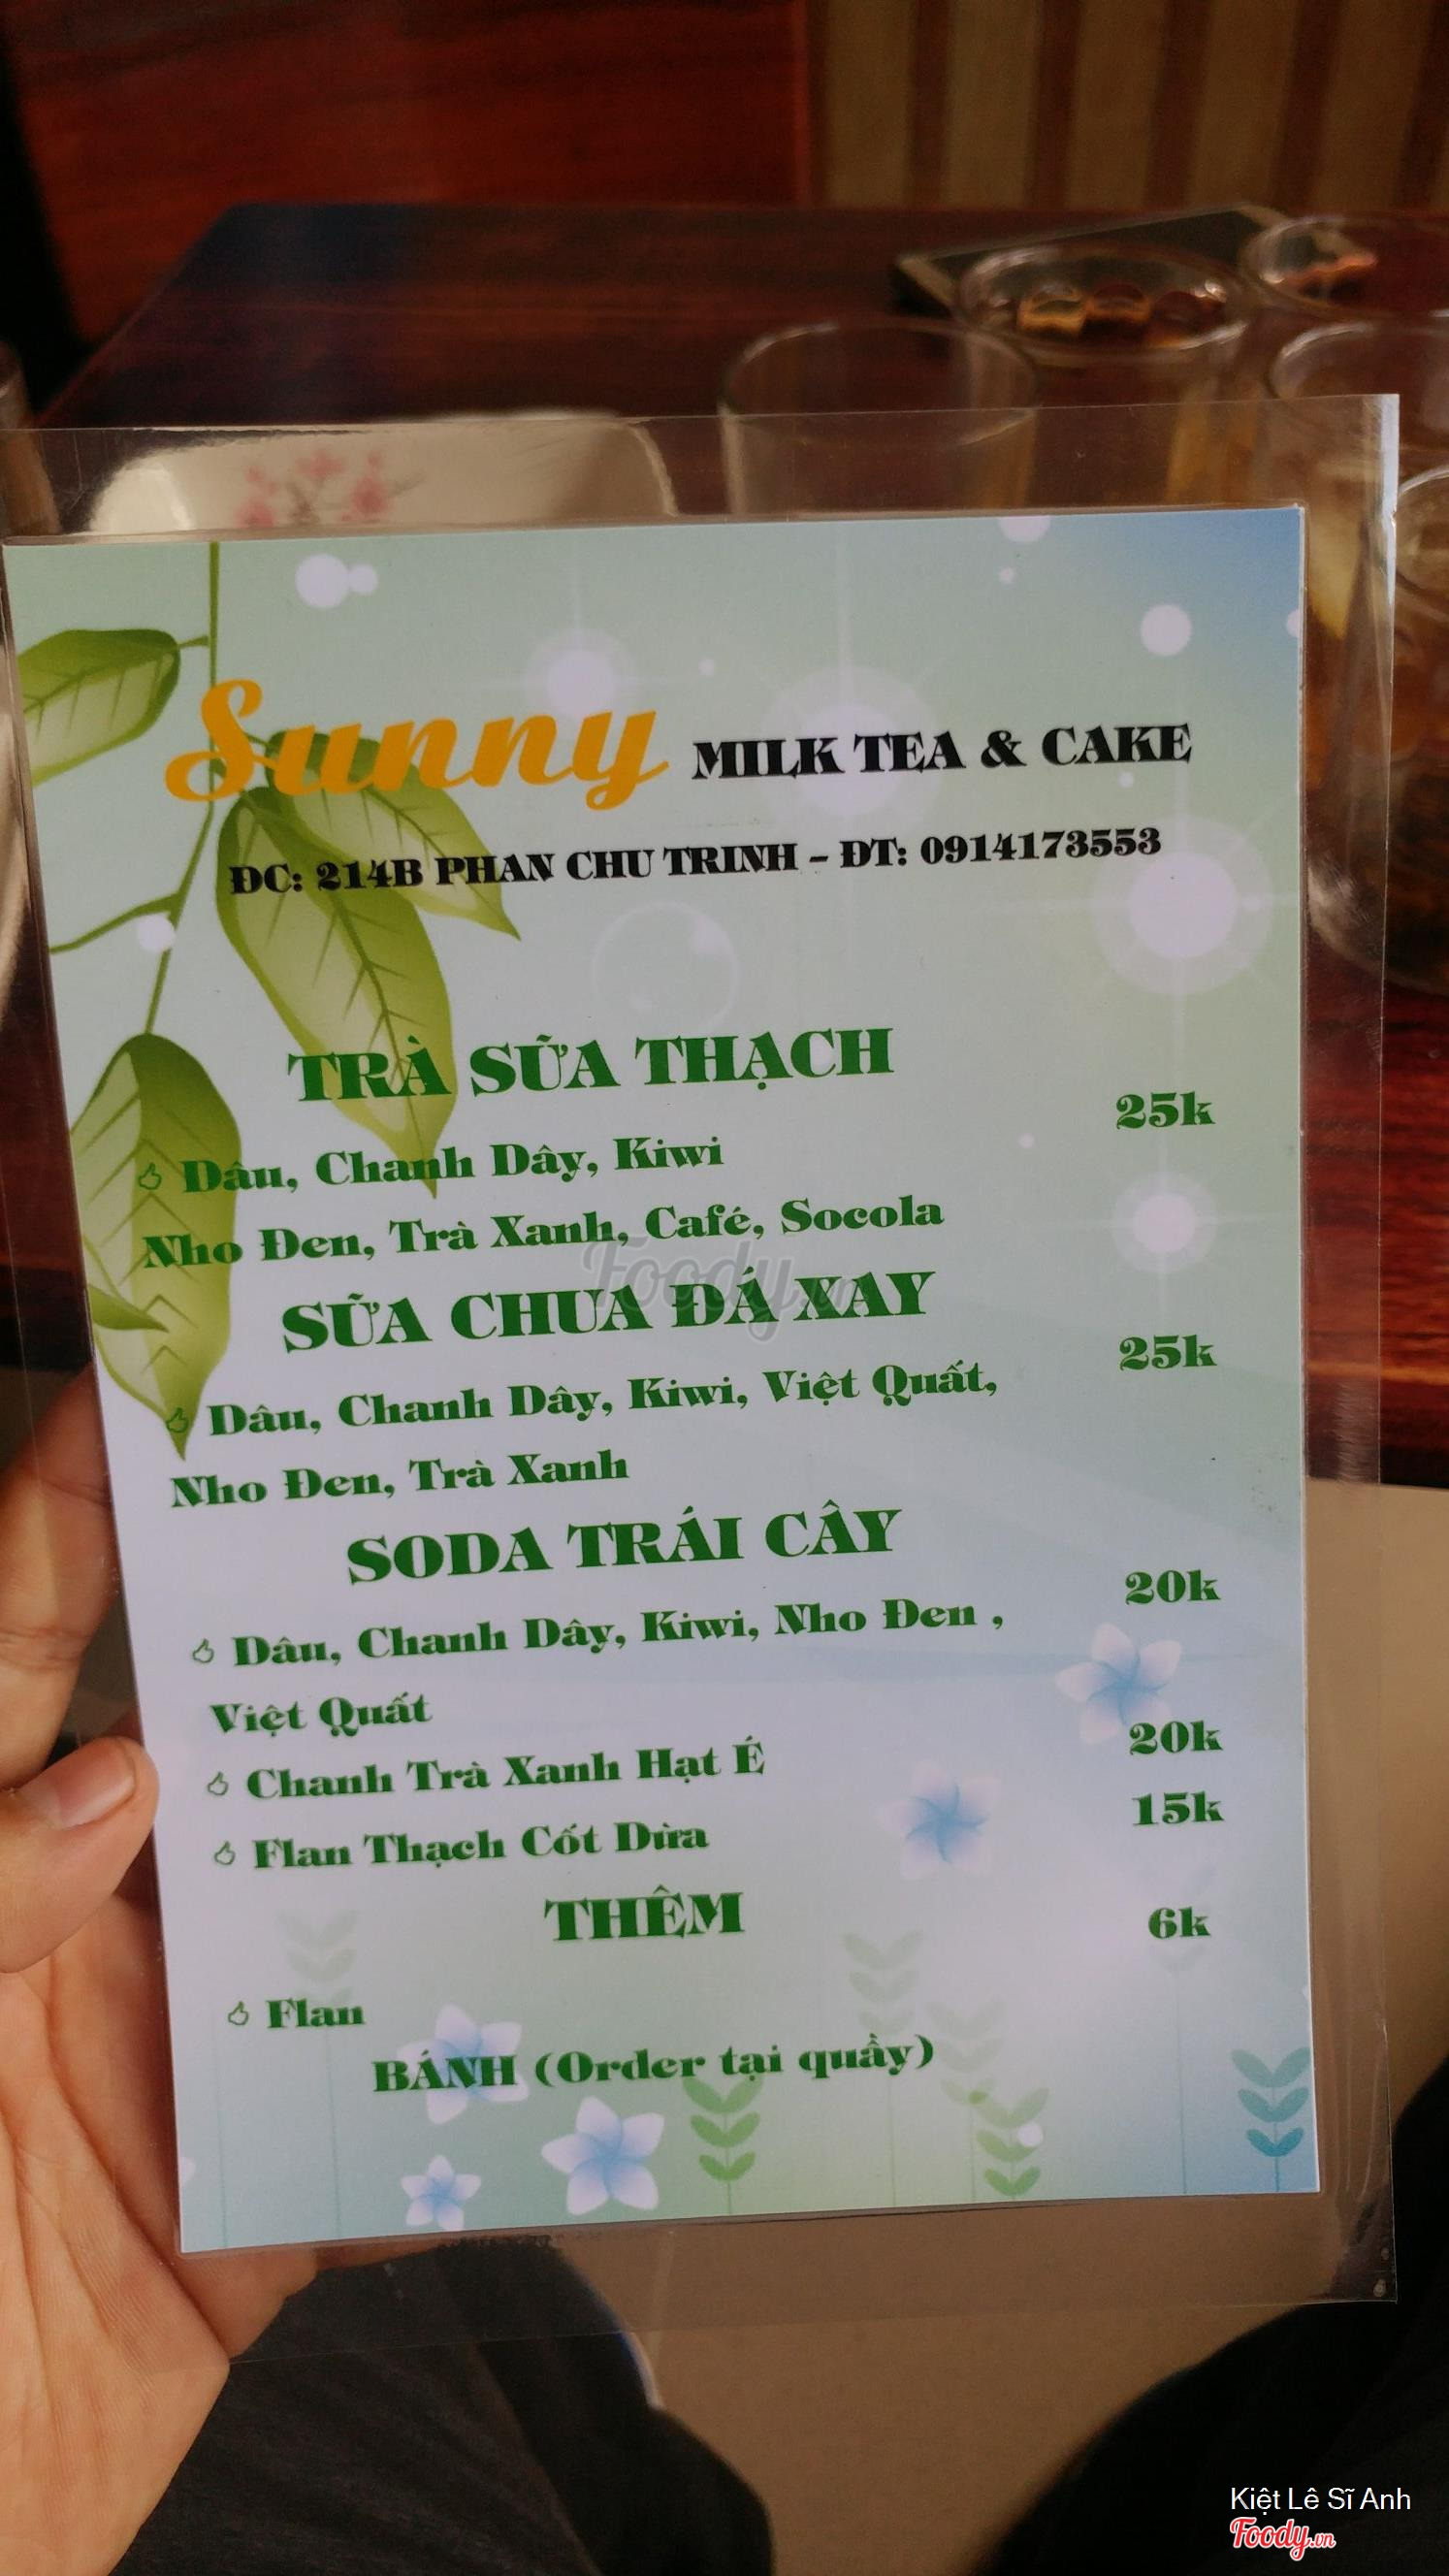 Sunny MILK TEA & CAKE
ĐC: 214B PHAN CHU TRINH – ĐT: 0914173553
TRÀ SỮA THẠCH
25k
Dâu, Chanh Dây, Kiwi
Nho Đen, Trà Xanh, Café, Socola
Foody.vn
SỮA CHUA ĐÁ XAY
25k
Dâu, Chanh Dây, Kiwi, Việt Quất,
Nho Đen, Trà Xanh
SODA TRÁI CÂY
20k
Dâu, Chanh Dây, Kiwi, Nho Đen ,
Việt Quất
Chanh Trà Xanh Hạt É 20k
Flan Thạch Cốt Dừa 15k
THÊM
6k
Flan
BÁNH (Order tại quầy)
Kiệt Lê Sĩ Anh
Foody.vn